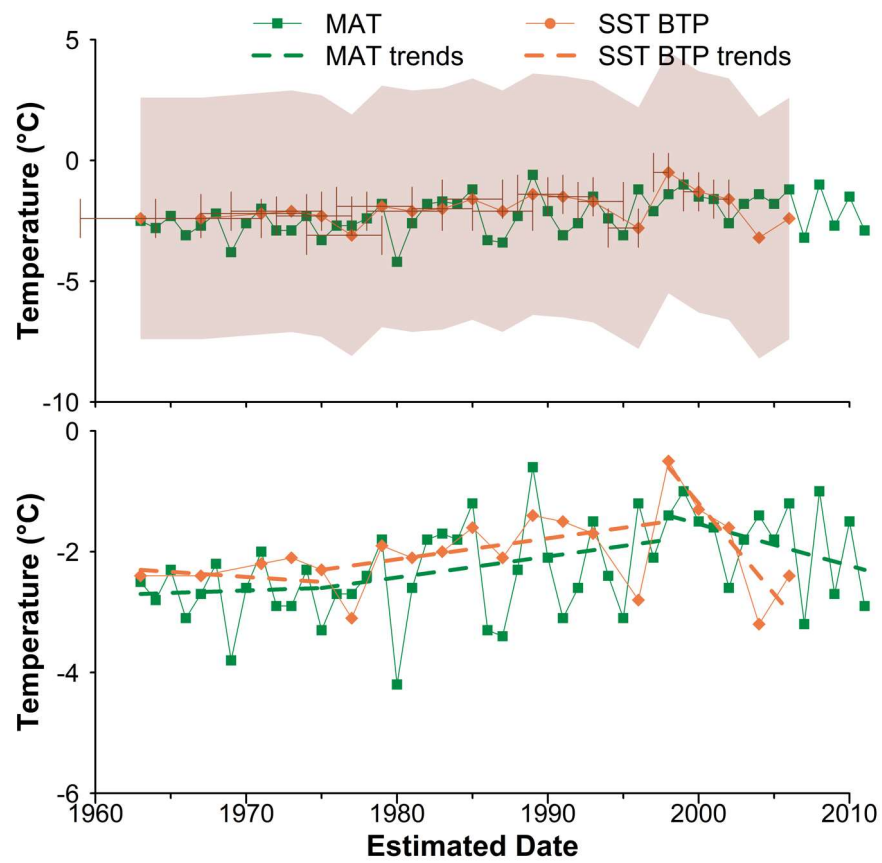 MAT
SST BTP
MAT trends
SST BTP trends
Temperature (°C)
5
0
-5
-10
Temperature (°C)
0
-2
-4
-6
1960
1970
1980
1990
2000
2010
Estimated Date